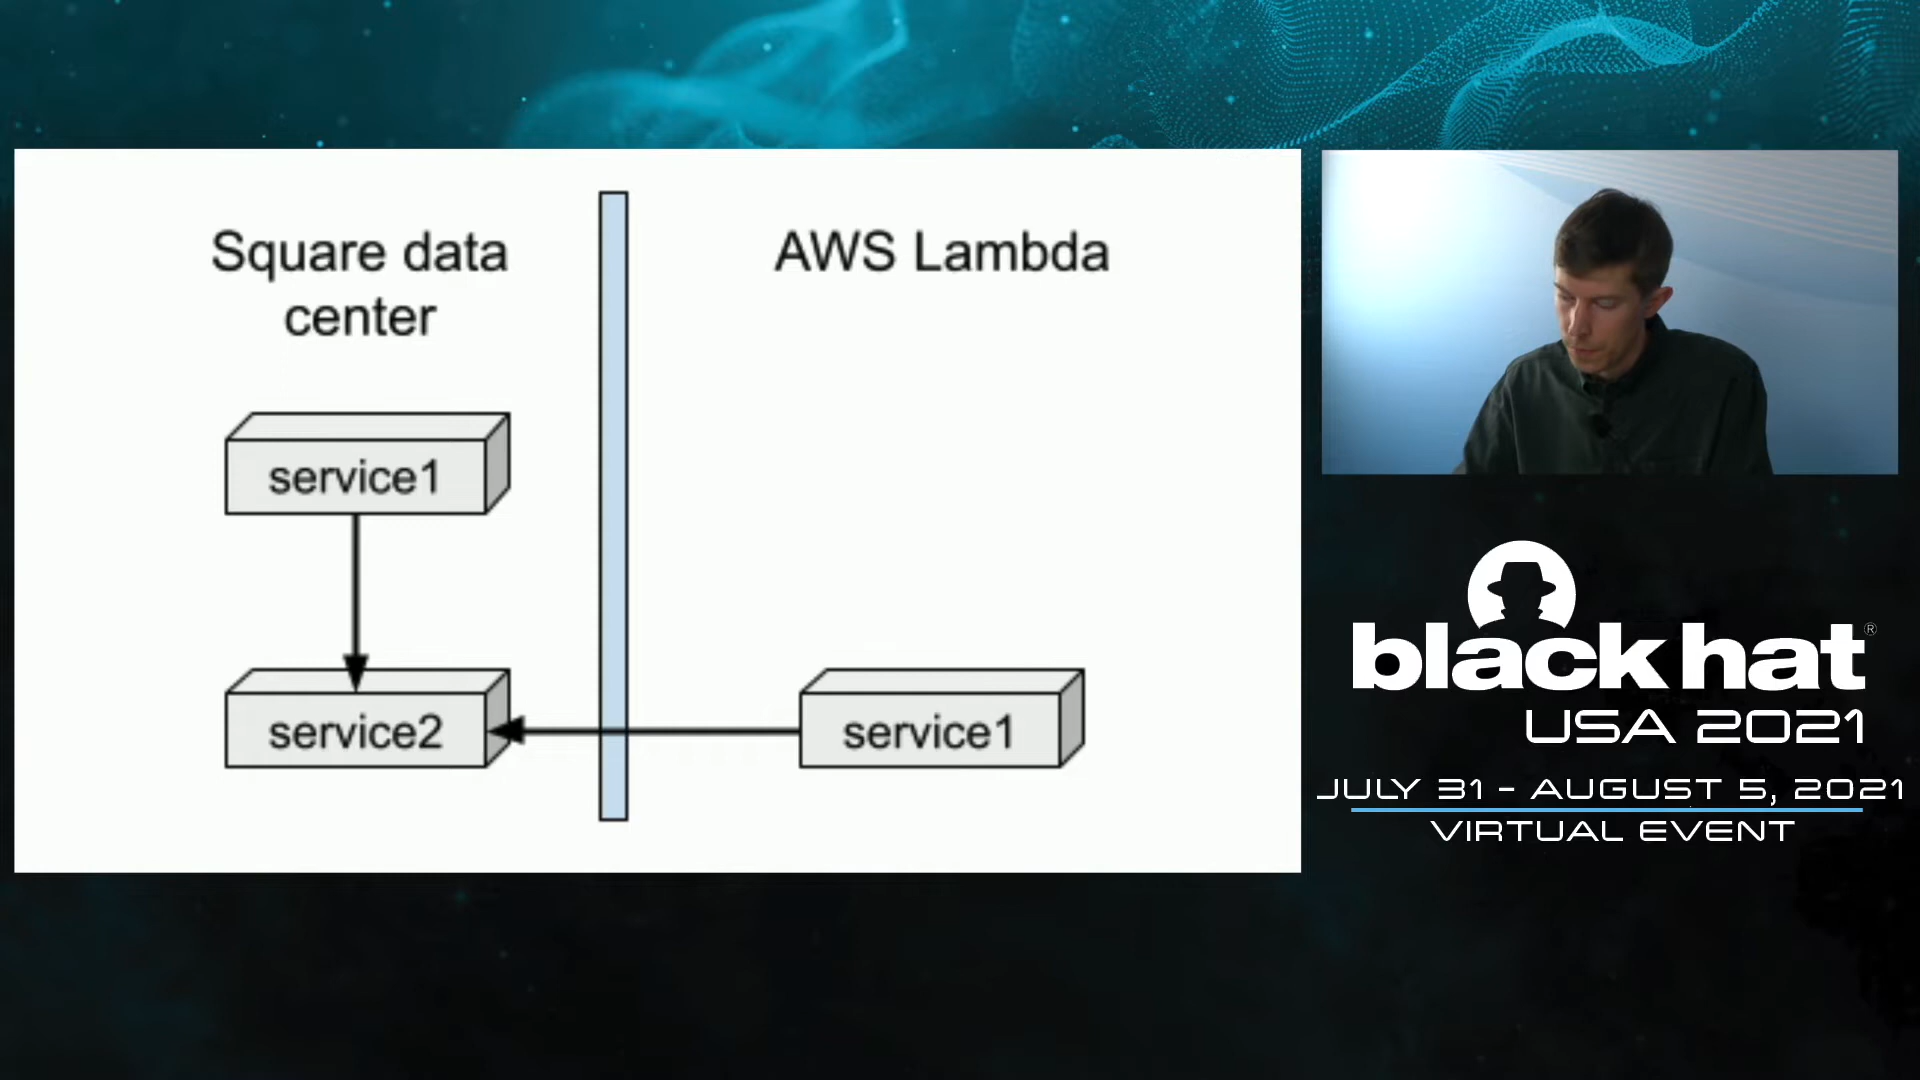 Square data
center
AWS Lambda
service1
service2
service1
black hat®
USA 2021
JULY 31 - AUGUST 5, 2021
VIRTUAL EVENT